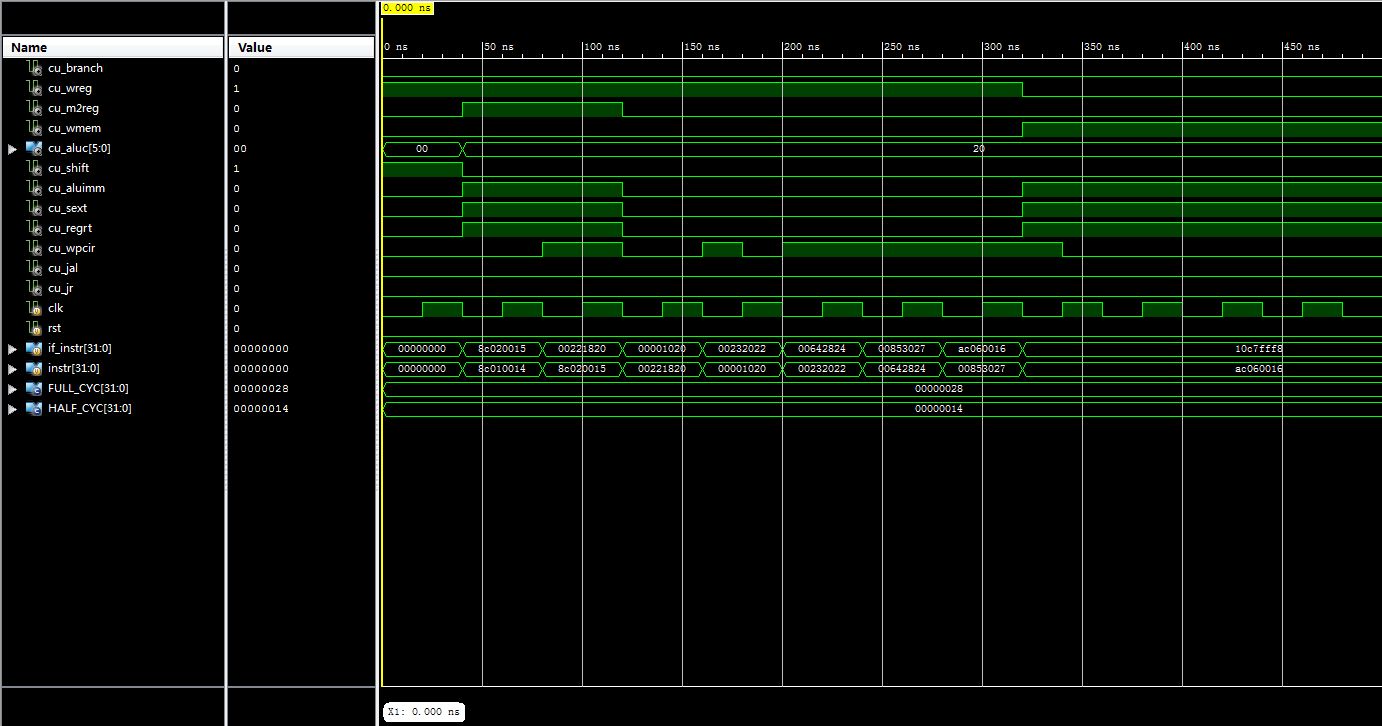 0.000 ns
Name Value
0 ns 50 ns 100 ns 150 ns 200 ns 250 ns 300 ns 350 ns 400 ns 450 ns
cu_branch 0
cu_wreg 1
cu_m2reg 0
cu_wmem 0
cu_aluc[5:0] 00 00 20
cu_shift 1
cu_aluimm 0
cu_sext 0
cu_regrt 0
cu_wpcir 0
cu_jal 0
cu_jr 0
clk 0
rst 0
if_instr[31:0] 00000000 00000000 8c020015 00221820 00001020 00232022 00642824 00853027 ac060016 10c7fff8
instr[31:0] 00000000 00000000 8c010014 8c020015 00221820 00001020 00232022 00642824 00853027 ac060016
FULL_CYC[31:0] 00000028 00000028
HALF_CYC[31:0] 00000014 00000014
X1: 0.000 ns